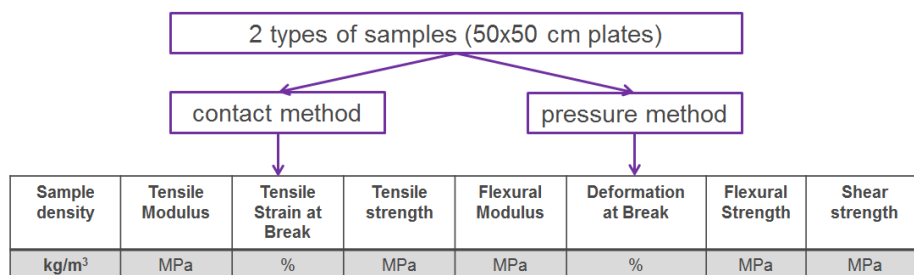 2 types of samples (50x50 cm plates)
contact method
pressure method
Sample density
Tensile Modulus
Tensile Strain at Break
Tensile strength
Flexural Modulus
Deformation at Break
Flexural Strength
Shear strength
kg/m³
MPa
%
MPa
MPa
%
MPa
MPa